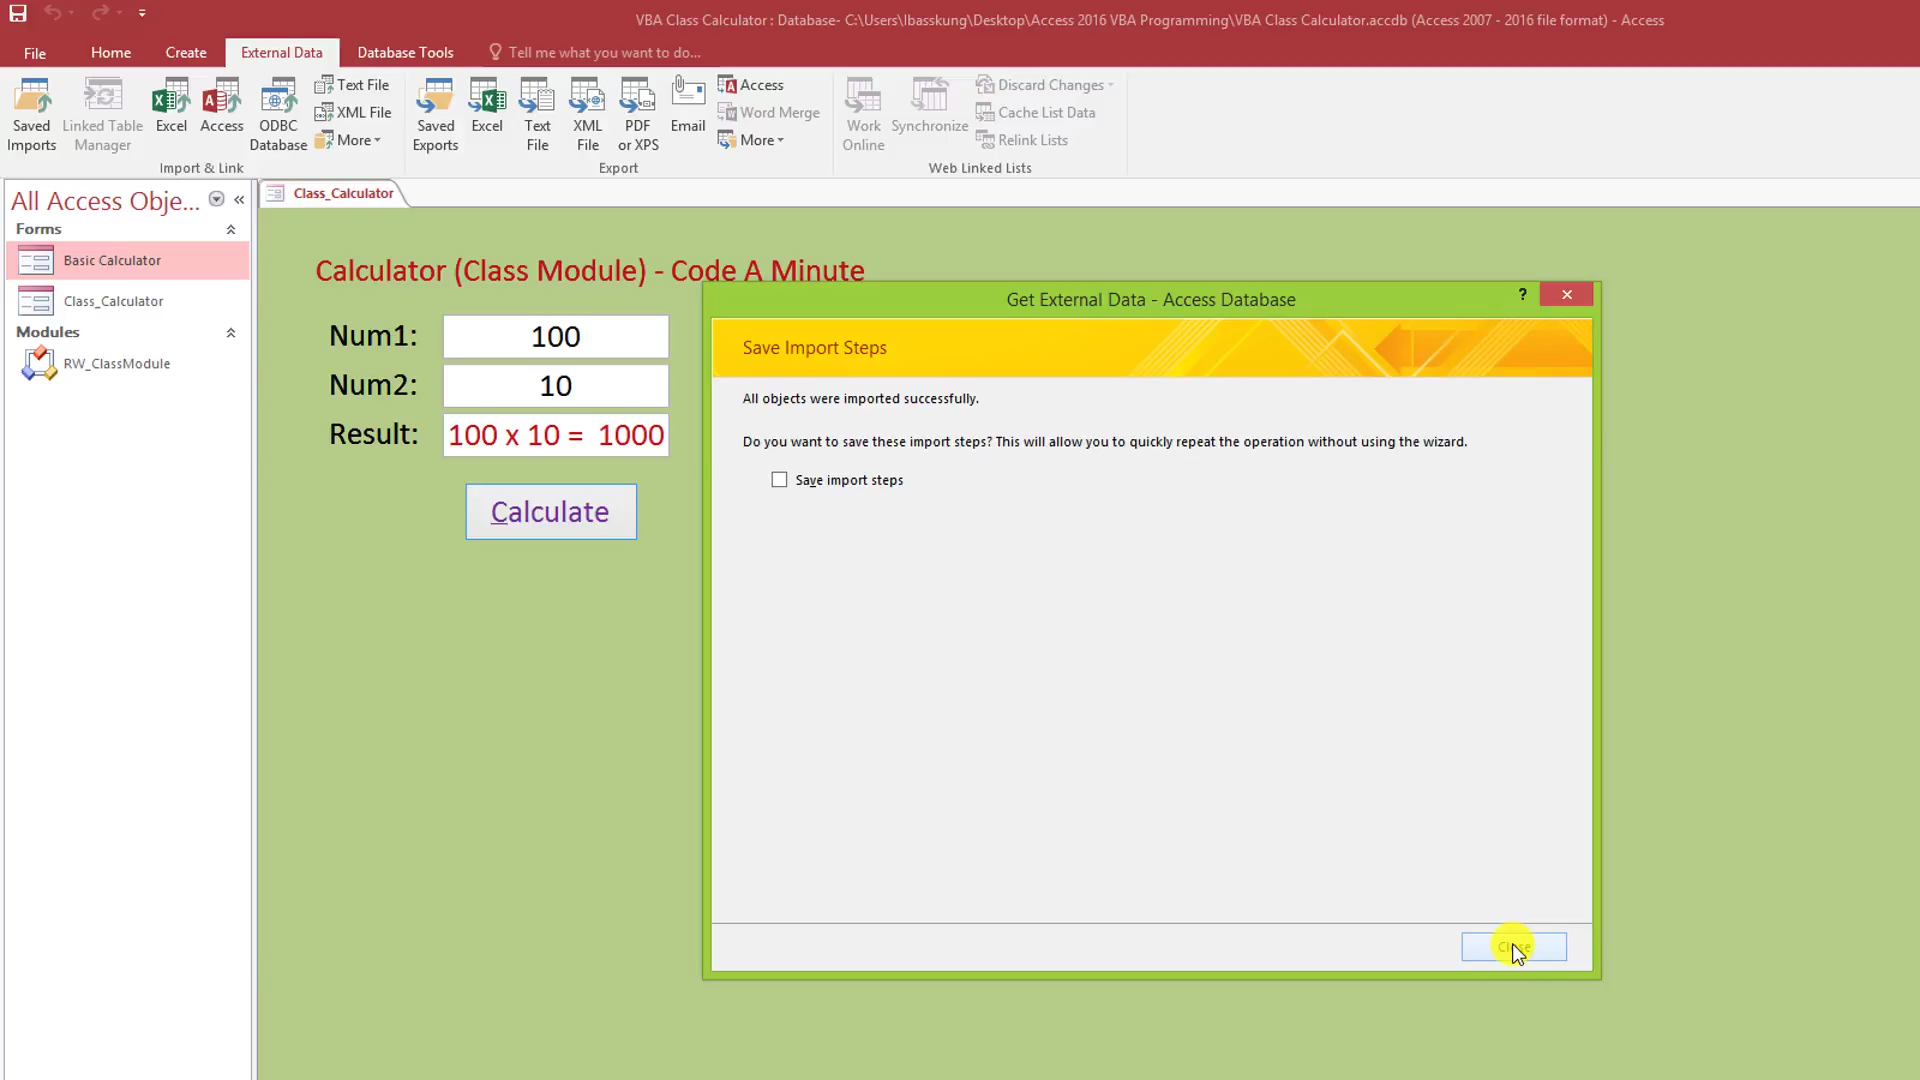 VBA Class Calculator : Database- C:\Users\lbasskung\Desktop\Access 2016 VBA Programming\VBA Class Calculator.accdb (Access 2007 - 2016 file format) - Access
File Home Create External Data Database Tools Tell me what you want to do...
Saved Imports
Linked Table Manager
Excel
Access
ODBC Database
Text File
XML File
More
Import & Link
Saved Exports
Excel
Text File
XML File
PDF or XPS
Email
Access
Word Merge
More
Export
Work Online
Synchronize
Discard Changes
Cache List Data
Relink Lists
Web Linked Lists
All Access Obje...
Forms
Basic Calculator
Class_Calculator
Modules
RW_ClassModule
Class_Calculator
Calculator (Class Module) - Code A Minute
Num1: 100
Num2: 10
Result: 100 x 10 = 1000
Calculate
Get External Data - Access Database
?
Save Import Steps
All objects were imported successfully.
Do you want to save these import steps? This will allow you to quickly repeat the operation without using the wizard.
Save import steps
Close